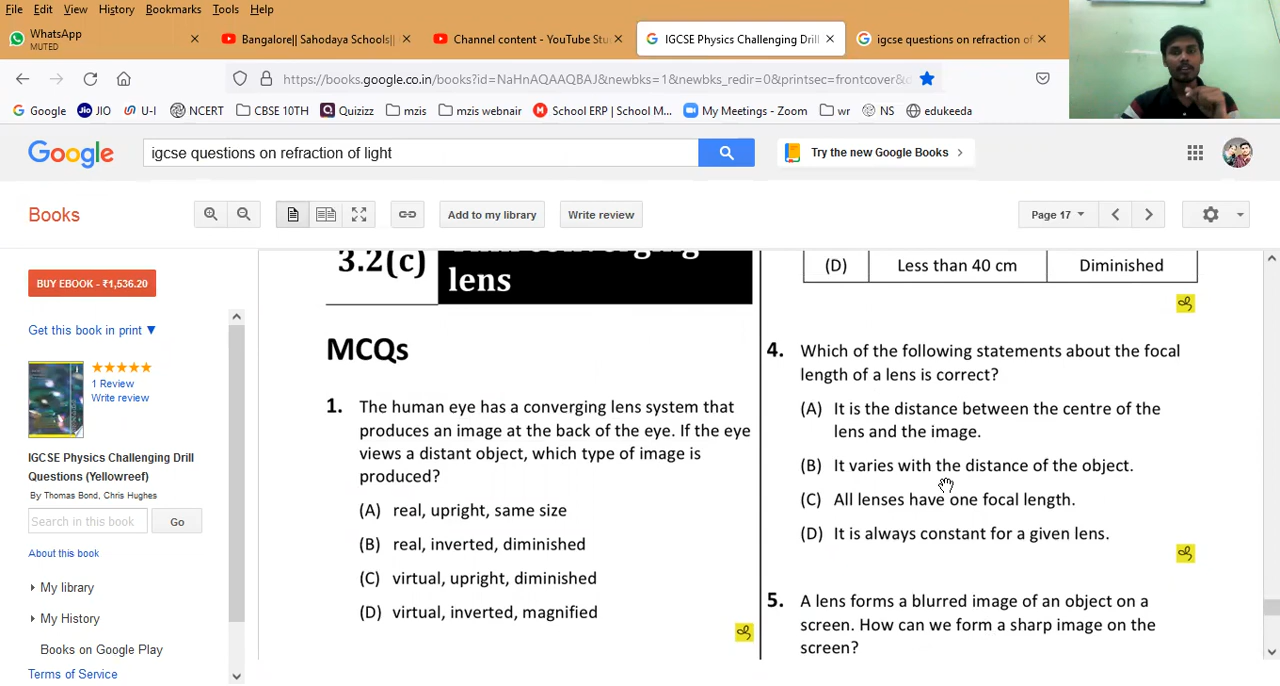 File Edit View History Bookmarks Tools Help
WhatsApp
MUTED
Bangalore|| Sahodaya Schools||
Channel content - YouTube Stu
IGCSE Physics Challenging Dril
igcse questions on refraction of
https://books.google.co.in/books?id=NaHnAQAAQBAJ&newbks=1&newbks_redir=0&printsec=frontcover&
Google JIO U-I NCERT CBSE 10TH Quizizz mzis mzis webnair School ERP | School M... My Meetings - Zoom wr NS edukeeda
Google
igcse questions on refraction of light
Try the new Google Books
Books
Add to my library
Write review
Page 17
BUY EBOOK - ₹1,536.20
Get this book in print ▼
1 Review
Write review
IGCSE Physics Challenging Drill
Questions (Yellowreef)
By Thomas Bond, Chris Hughes
Search in this book
Go
About this book
My library
My History
Books on Google Play
Terms of Service
3.2(c)
converging
lens
MCQs
1. The human eye has a converging lens system that
produces an image at the back of the eye. If the eye
views a distant object, which type of image is
produced?
(A) real, upright, same size
(B) real, inverted, diminished
(C) virtual, upright, diminished
(D) virtual, inverted, magnified
(D) Less than 40 cm Diminished
4. Which of the following statements about the focal
length of a lens is correct?
(A) It is the distance between the centre of the
lens and the image.
(B) It varies with the distance of the object.
(C) All lenses have one focal length.
(D) It is always constant for a given lens.
5. A lens forms a blurred image of an object on a
screen. How can we form a sharp image on the
screen?